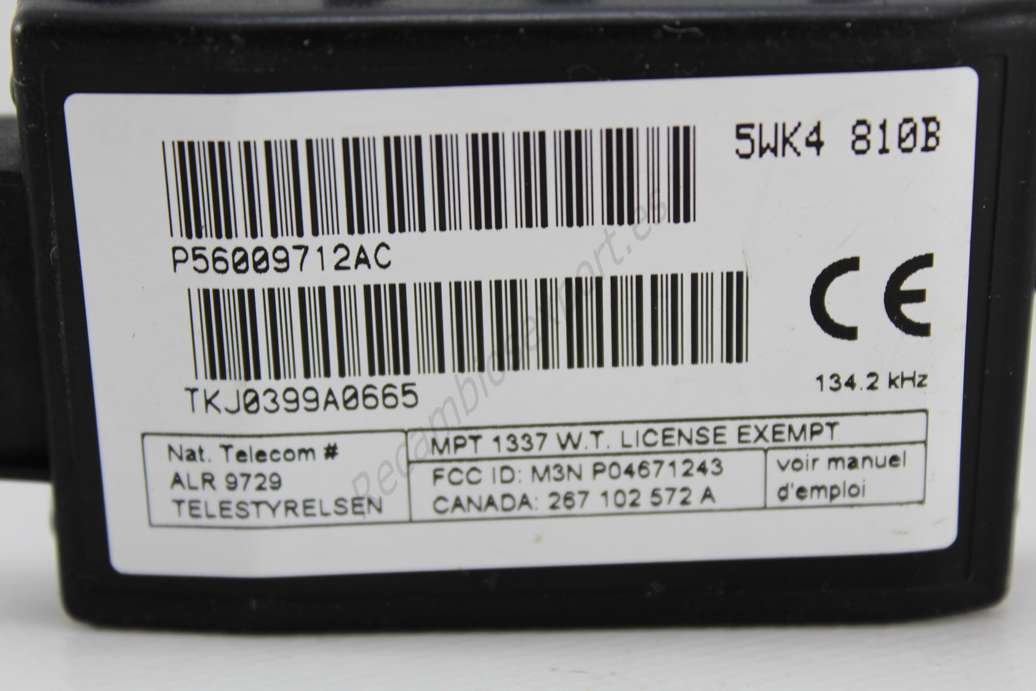 5WK4 810B
P56009712AC
TKJ0399A0665
CE
134.2 kHz
Nat. Telecom #
ALR 9729
TELESTYRELSEN
MPT 1337 W.T. LICENSE EXEMPT
FCC ID: M3N P04671243
CANADA: 267 102 572 A
voir manuel
d'emploi